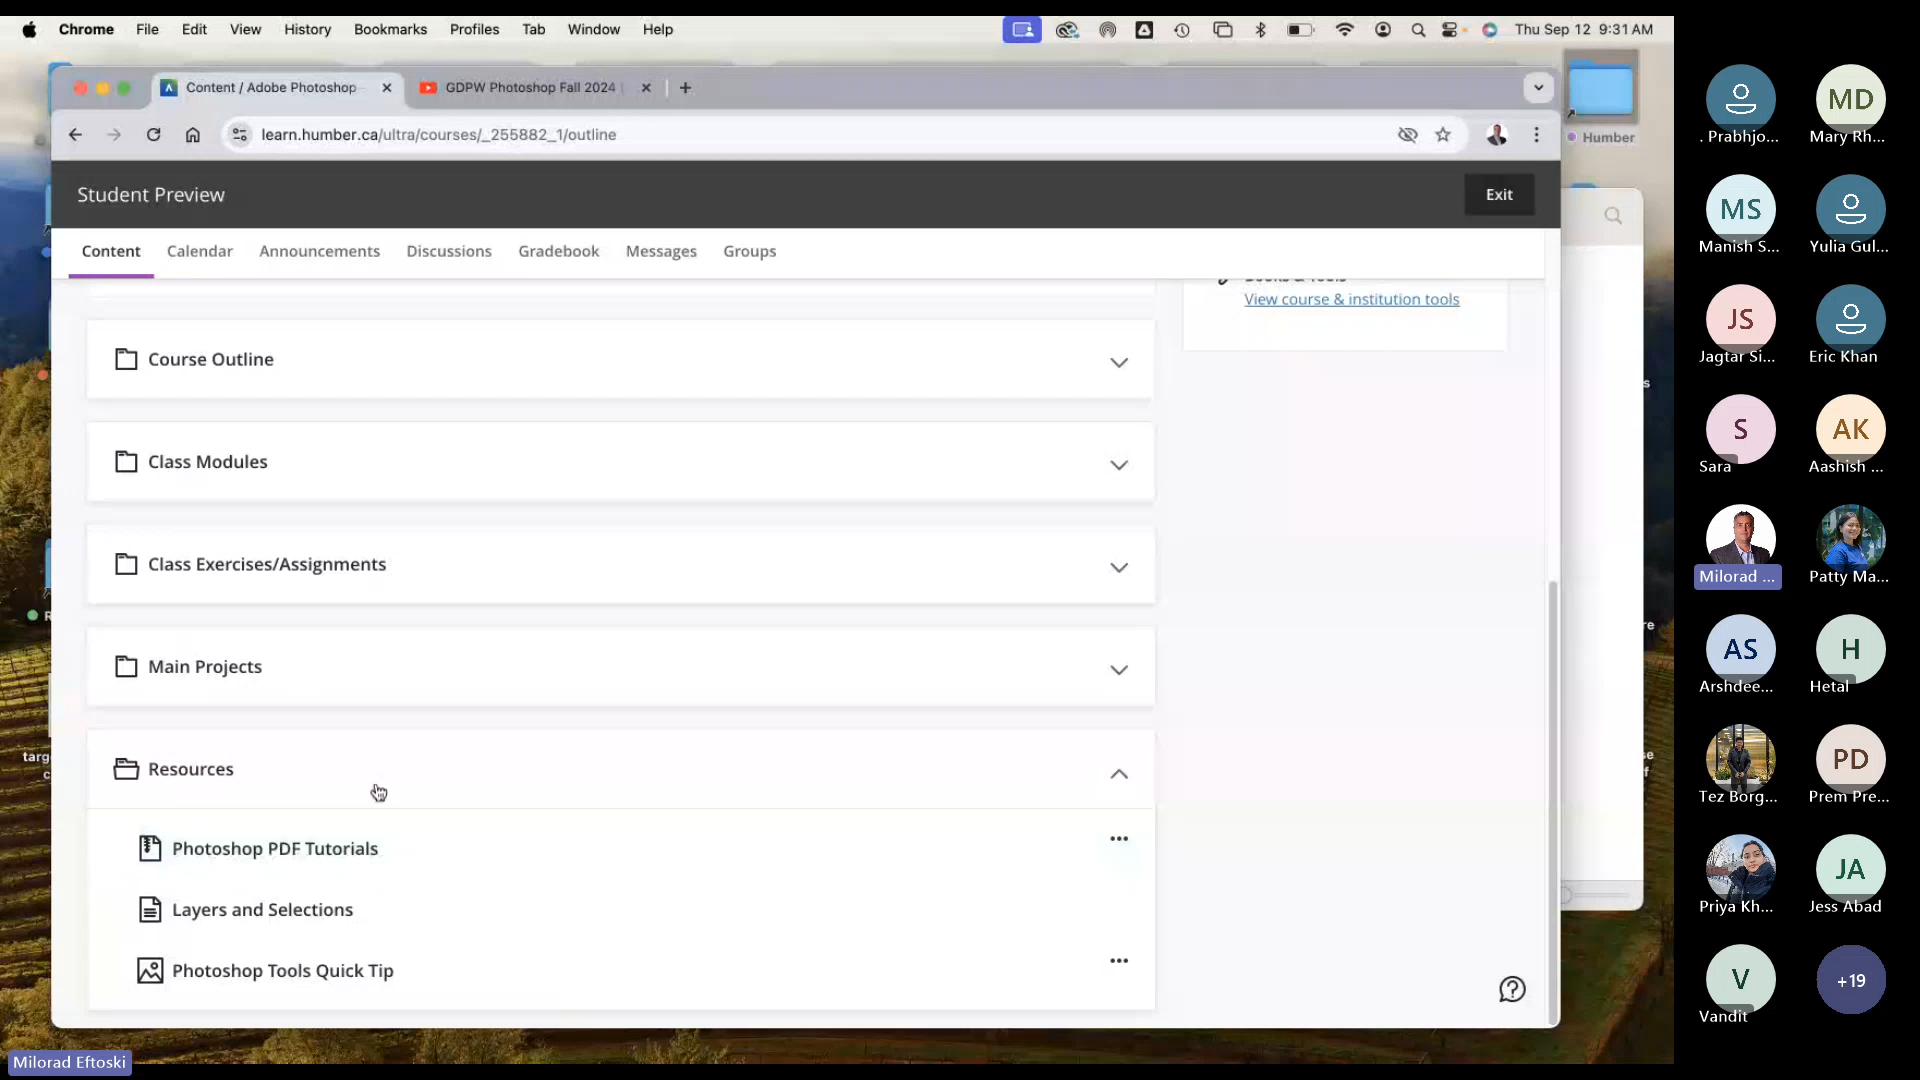 Chrome File Edit View History Bookmarks Profiles Tab Window Help Thu Sep 12 9:31 AM
Content / Adobe Photoshop GDPW Photoshop Fall 2024
learn.humber.ca/ultra/courses/_255882_1/outline
Humber
Student Preview Exit
Content Calendar Announcements Discussions Gradebook Messages Groups
View course & institution tools
Course Outline
Class Modules
Class Exercises/Assignments
Main Projects
Resources
Photoshop PDF Tutorials
Layers and Selections
Photoshop Tools Quick Tip
targ
c
R
s
re
se
f
. Prabhjo...
MD
Mary Rh...
MS
Manish S...
Yulia Gul...
JS
Jagtar Si...
Eric Khan
S
Sara
AK
Aashish ...
Milorad ...
Patty Ma...
AS
Arshdee...
H
Hetal
Tez Borg...
PD
Prem Pre...
Priya Kh...
JA
Jess Abad
V
Vandit
+19
Milorad Eftoski